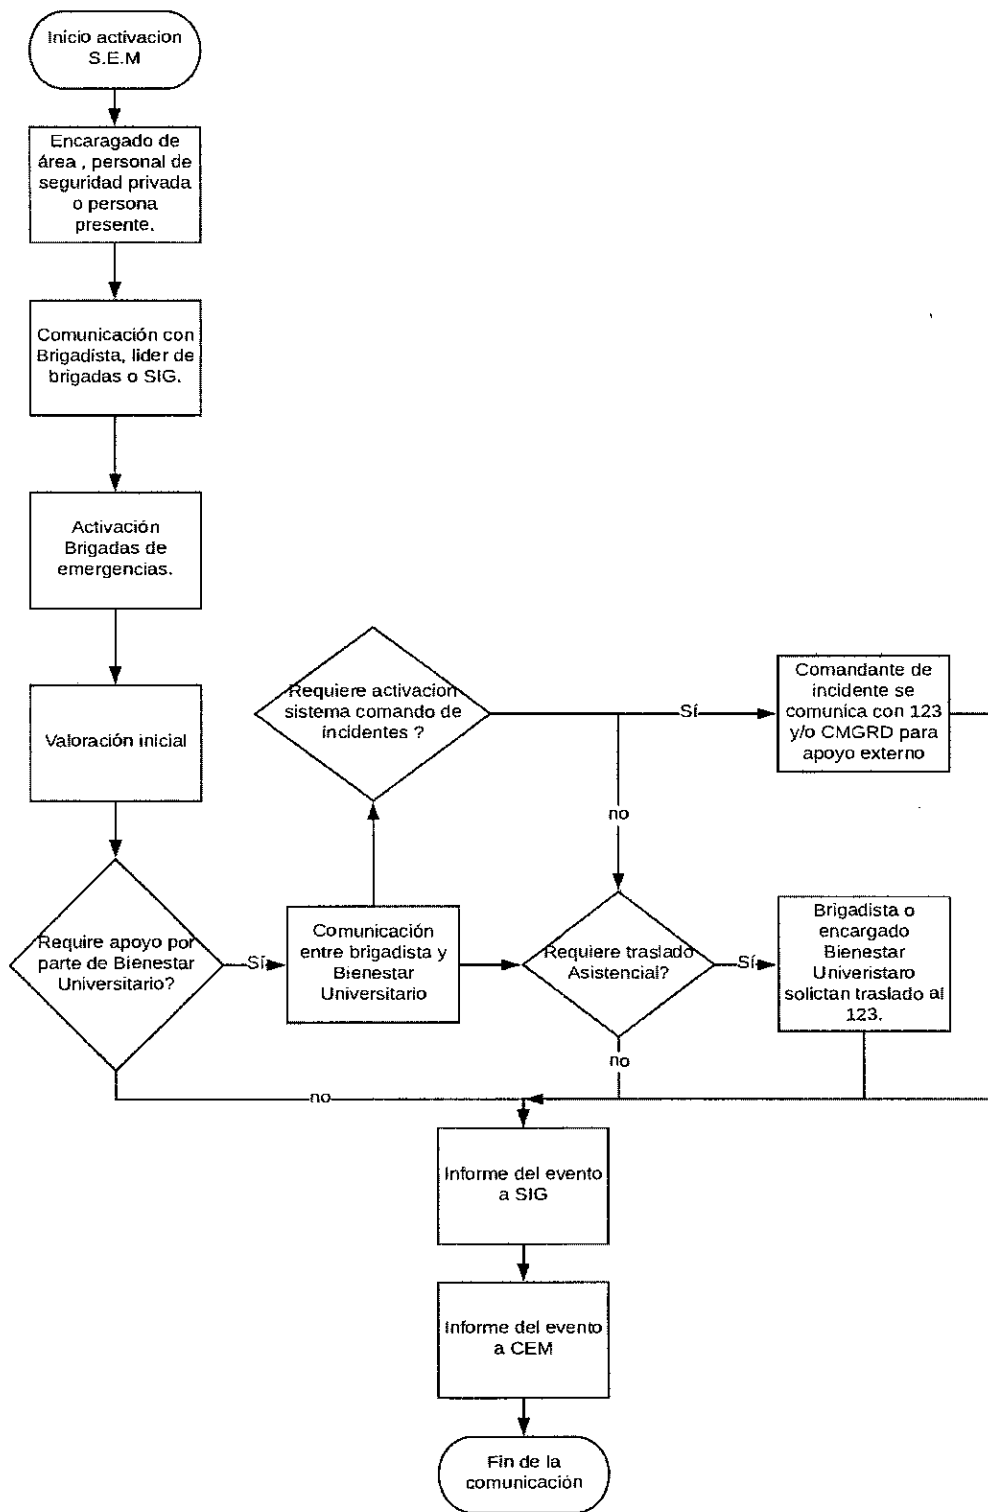 Inicio activacion
S.E.M
Encaragado de
área , personal de
seguridad privada
o persona
presente.
Comunicación con
Brigadista, lider de
brigadas o SIG.
Activación
Brigadas de
emergencias.
Valoración inicial
Require apoyo por
parte de Bienestar
Universitario?
Sí
Comunicación
entre brigadista y
Bienestar
Universitario
Requiere activacion
sistema comando de
incidentes ?
Sí
Comandante de
incidente se
comunica con 123
y/o CMGRD para
apoyo externo
no
Requiere traslado
Asistencial?
Sí
Brigadista o
encargado
Bienestar
Univeristaro
solictan traslado al
123.
no
no
Informe del evento
a SIG
Informe del evento
a CEM
Fin de la
comunicación